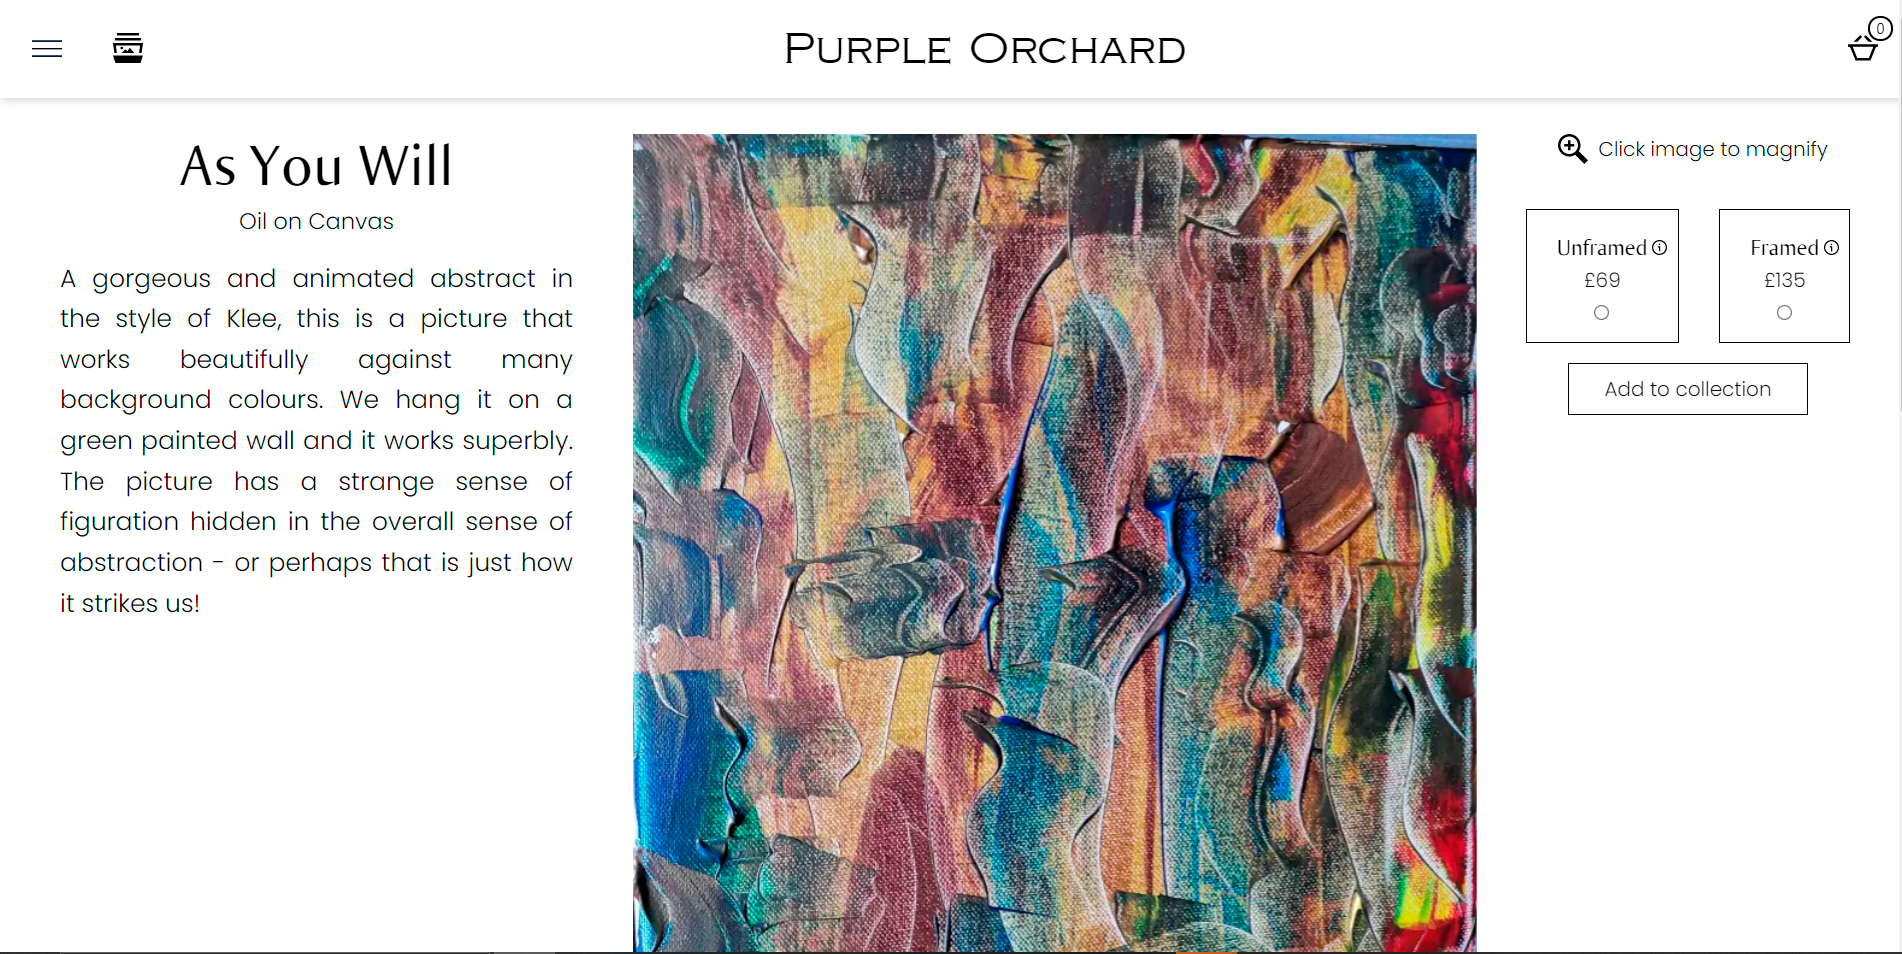 PURPLE ORCHARD
0
As You Will
Oil on Canvas
A gorgeous and animated abstract in
the style of Klee, this is a picture that
works beautifully against many
background colours. We hang it on a
green painted wall and it works superbly.
The picture has a strange sense of
figuration hidden in the overall sense of
abstraction - or perhaps that is just how
it strikes us!
Click image to magnify
Unframed
£69
Framed
£135
Add to collection